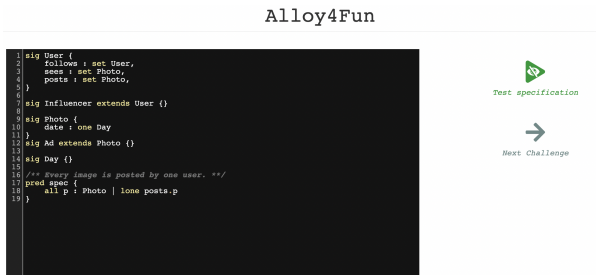 Alloy4Fun
1 sig User {
2     follows : set User,
3     sees : set Photo,
4     posts : set Photo,
5 }
6
7 sig Influencer extends User {}
8
9 sig Photo {
10     date : one Day
11 }
12 sig Ad extends Photo {}
13
14 sig Day {}
15
16 /** Every image is posted by one user. **/
17 pred spec {
18     all p : Photo | lone posts.p
19 }
Test specification
Next Challenge